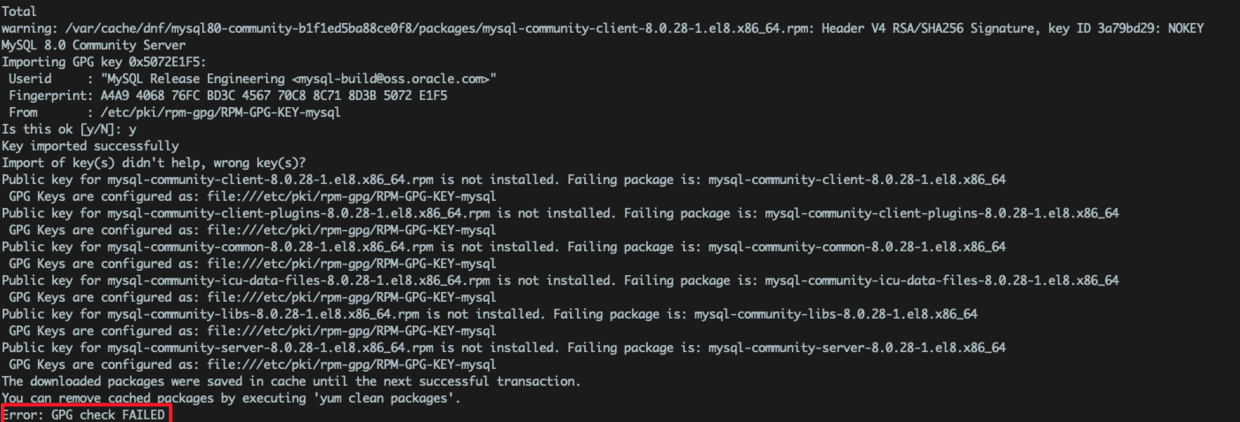 Total
warning: /var/cache/dnf/mysql80-community-b1f1ed5ba88ce0f8/packages/mysql-community-client-8.0.28-1.el8.x86_64.rpm: Header V4 RSA/SHA256 Signature, key ID 3a79bd29: NOKEY
MySQL 8.0 Community Server
Importing GPG key 0x5072E1F5:
 Userid     : "MySQL Release Engineering <mysql-build@oss.oracle.com>"
 Fingerprint: A4A9 4068 76FC BD3C 4567 70C8 8C71 8D3B 5072 E1F5
 From       : /etc/pki/rpm-gpg/RPM-GPG-KEY-mysql
Is this ok [y/N]: y
Key imported successfully
Import of key(s) didn't help, wrong key(s)?
Public key for mysql-community-client-8.0.28-1.el8.x86_64.rpm is not installed. Failing package is: mysql-community-client-8.0.28-1.el8.x86_64
 GPG Keys are configured as: file:///etc/pki/rpm-gpg/RPM-GPG-KEY-mysql
Public key for mysql-community-client-plugins-8.0.28-1.el8.x86_64.rpm is not installed. Failing package is: mysql-community-client-plugins-8.0.28-1.el8.x86_64
 GPG Keys are configured as: file:///etc/pki/rpm-gpg/RPM-GPG-KEY-mysql
Public key for mysql-community-common-8.0.28-1.el8.x86_64.rpm is not installed. Failing package is: mysql-community-common-8.0.28-1.el8.x86_64
 GPG Keys are configured as: file:///etc/pki/rpm-gpg/RPM-GPG-KEY-mysql
Public key for mysql-community-icu-data-files-8.0.28-1.el8.x86_64.rpm is not installed. Failing package is: mysql-community-icu-data-files-8.0.28-1.el8.x86_64
 GPG Keys are configured as: file:///etc/pki/rpm-gpg/RPM-GPG-KEY-mysql
Public key for mysql-community-libs-8.0.28-1.el8.x86_64.rpm is not installed. Failing package is: mysql-community-libs-8.0.28-1.el8.x86_64
 GPG Keys are configured as: file:///etc/pki/rpm-gpg/RPM-GPG-KEY-mysql
Public key for mysql-community-server-8.0.28-1.el8.x86_64.rpm is not installed. Failing package is: mysql-community-server-8.0.28-1.el8.x86_64
 GPG Keys are configured as: file:///etc/pki/rpm-gpg/RPM-GPG-KEY-mysql
The downloaded packages were saved in cache until the next successful transaction.
You can remove cached packages by executing 'yum clean packages'.
Error: GPG check FAILED